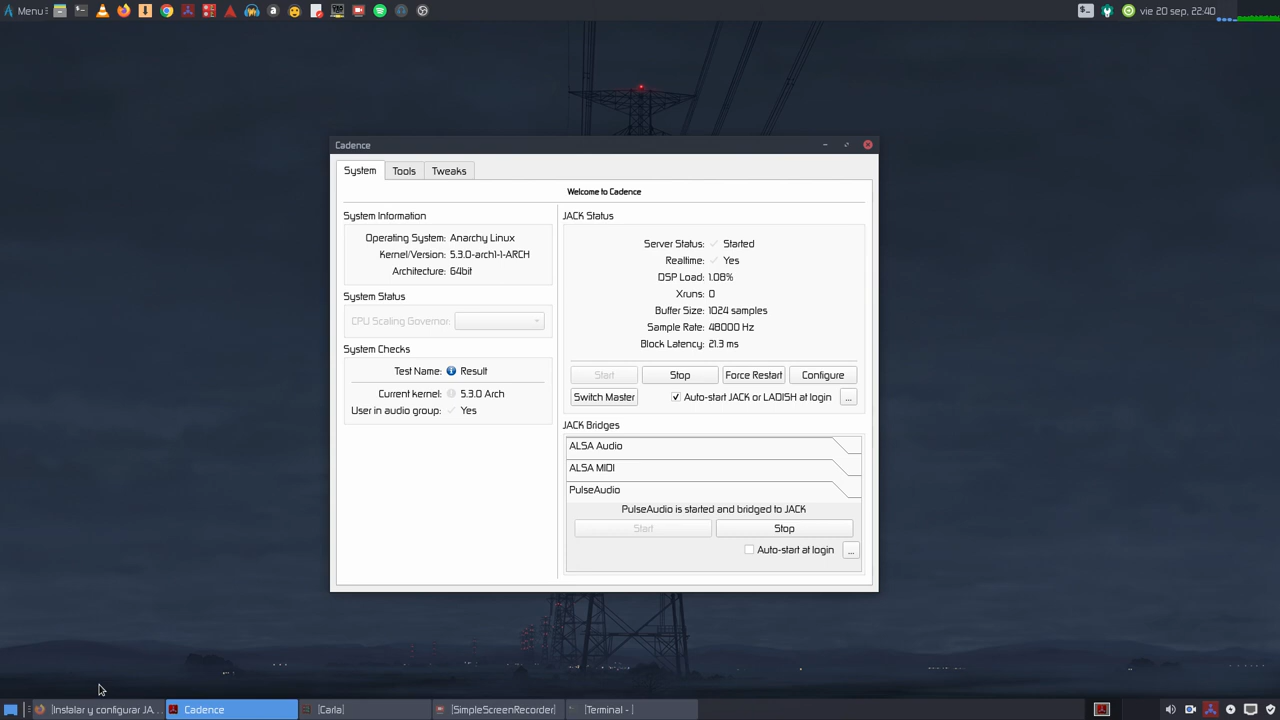 Menu
vie 20 sep, 22:40
Cadence
System Tools Tweaks
Welcome to Cadence
System Information
Operating System: Anarchy Linux
Kernel/Version: 5.3.0-arch1-1-ARCH
Architecture: 64bit
System Status
CPU Scaling Governor:
System Checks
Test Name: Result
Current kernel: 5.3.0 Arch
User in audio group: Yes
JACK Status
Server Status: Started
Realtime: Yes
DSP Load: 1.08%
Xruns: 0
Buffer Size: 1024 samples
Sample Rate: 48000 Hz
Block Latency: 21.3 ms
Start Stop Force Restart Configure
Switch Master Auto-start JACK or LADISH at login ...
JACK Bridges
ALSA Audio
ALSA MIDI
PulseAudio
PulseAudio is started and bridged to JACK
Start Stop
Auto-start at login ...
[Instalar y configurar JA... Cadence [Carla] [SimpleScreenRecorder] [Terminal - ]